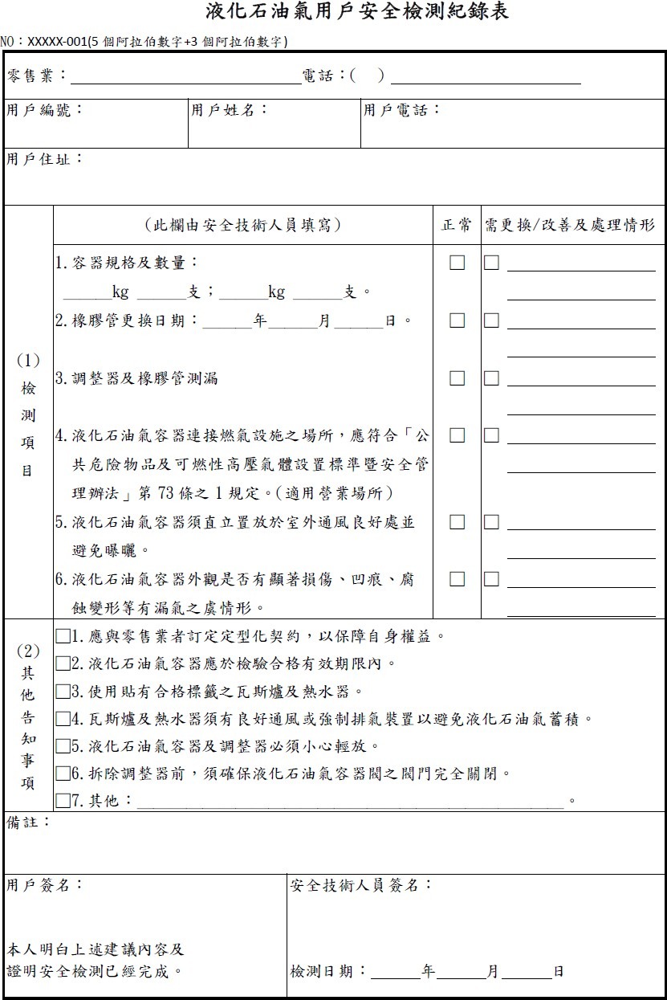 液化石油氣用戶安全檢測紀錄表
NO：XXXXX-001(5個阿拉伯數字+3個阿拉伯數字)
零售業：____________________電話：(　)____________________
用戶編號： 用戶姓名： 用戶電話：
用戶住址：
(此欄由安全技術人員填寫) 正常 需更換/改善及處理情形
(1)檢測項目
1.容器規格及數量： □ □____________
______kg ______支；______kg ______支。 ____________
2.橡膠管更換日期：______年______月______日。 □ □____________
____________
3.調整器及橡膠管測漏 □ □____________
____________
4.液化石油氣容器連接燃氣設施之場所，應符合「公 □ □____________
共危險物品及可燃性高壓氣體設置標準暨安全管 ____________
理辦法」第 73 條之 1 規定。(適用營業場所)
5.液化石油氣容器須直立置放於室外通風良好處並 □ □____________
避免曝曬。 ____________
6.液化石油氣容器外觀是否有顯著損傷、凹痕、腐 □ □____________
蝕變形等有漏氣之虞情形。 ____________
(2)其他告知事項
□1.應與零售業者訂定定型化契約，以保障自身權益。
□2.液化石油氣容器應於檢驗合格有效期限內。
□3.使用貼有合格標籤之瓦斯爐及熱水器。
□4.瓦斯爐及熱水器須有良好通風或強制排氣裝置以避免液化石油氣蓄積。
□5.液化石油氣容器及調整器必須小心輕放。
□6.拆除調整器前，須確保液化石油氣容器閥之閥門完全關閉。
□7.其他：________________________________________。
備註：
用戶簽名： 安全技術人員簽名：
本人明白上述建議內容及
證明安全檢測已經完成。 檢測日期：______年______月______日